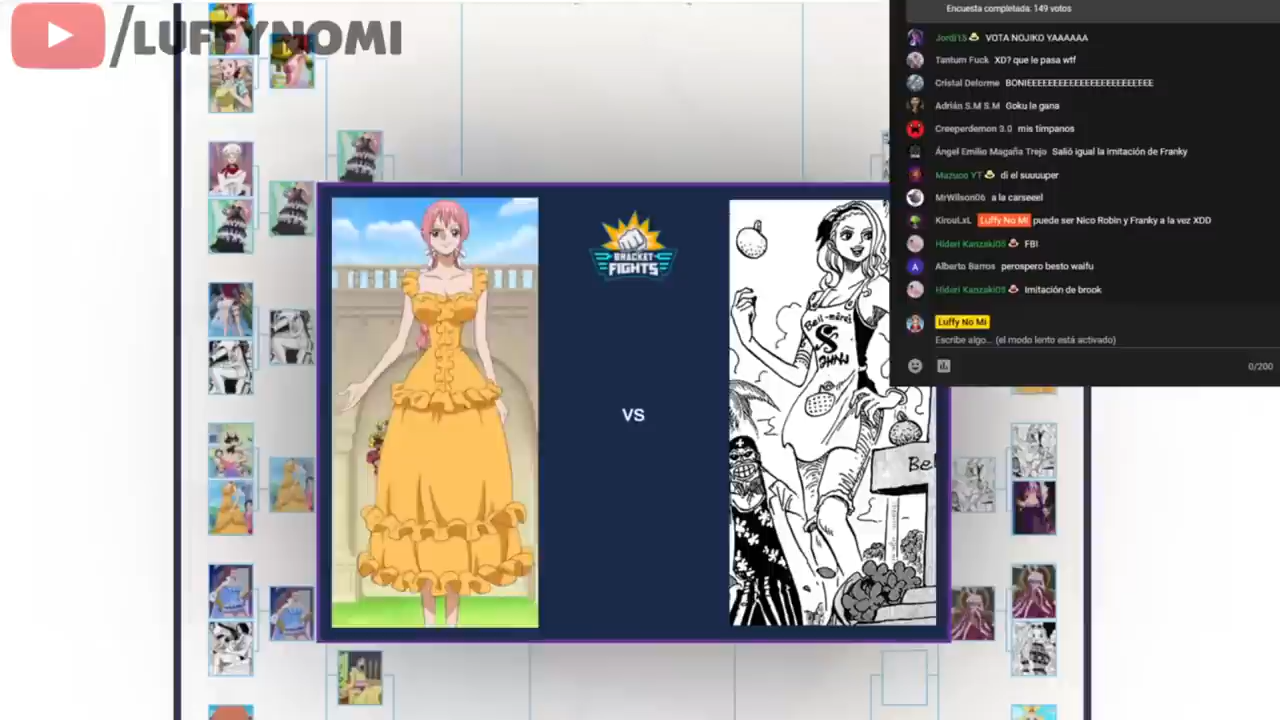 /LUFFYNOMI
Encuesta completada: 149 votos
Jordi15 VOTA NOJIKO YAAAAAA
Tantum Fuck XD? que le pasa wtf
Cristal Delorme BONIEEEEEEEEEEEEEEEEEEEEEEEE
Adrián S.M S.M Goku le gana
Creeperdemon 3.0 mis tímpanos
Ángel Emilio Magaña Trejo Salió igual la imitación de Franky
Mazuco YT di el suuuuper
MrWilson06 a la carseeel
KirouLxL Luffy No Mi puede ser Nico Robin y Franky a la vez XDD
Hideri Kanzaki05 FBI
A Alberto Barros perospero besto waifu
Hideri Kanzaki05 Imitación de brook
Luffy No Mi
Escribe algo... (el modo lento está activado)
0/200
BRACKET
FIGHTS
VS
Bell-mère's
Bel